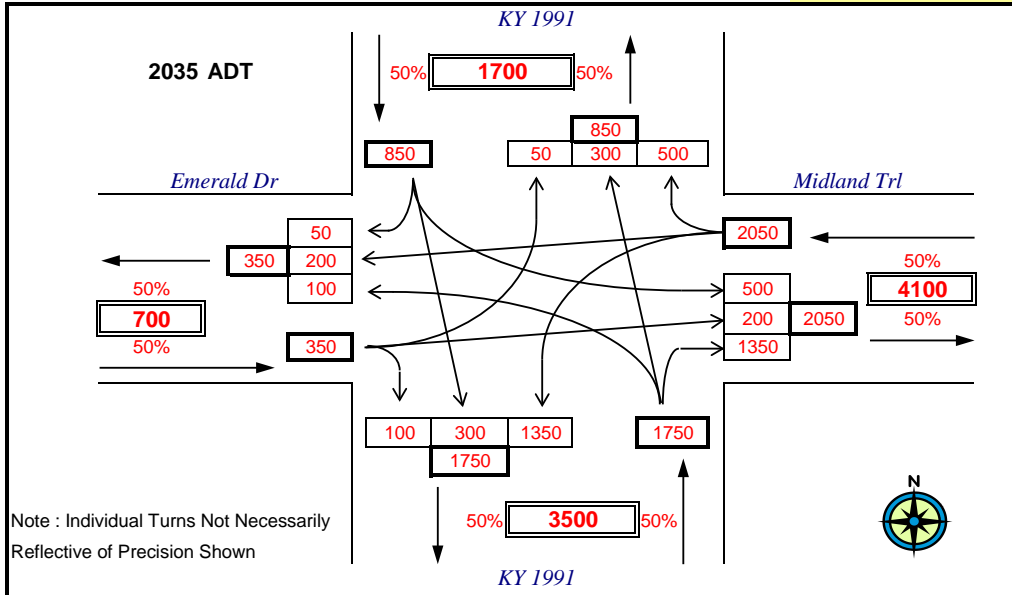 KY 1991
2035 ADT
50% 1700 50%
850
850
50 300 500
Emerald Dr
Midland Trl
50
2050
350 200
50%
100
500
4100
50%
200 2050
50%
700
1350
50%
350
100 300 1350
1750
1750
N
50% 3500 50%
Note : Individual Turns Not Necessarily
Reflective of Precision Shown
KY 1991